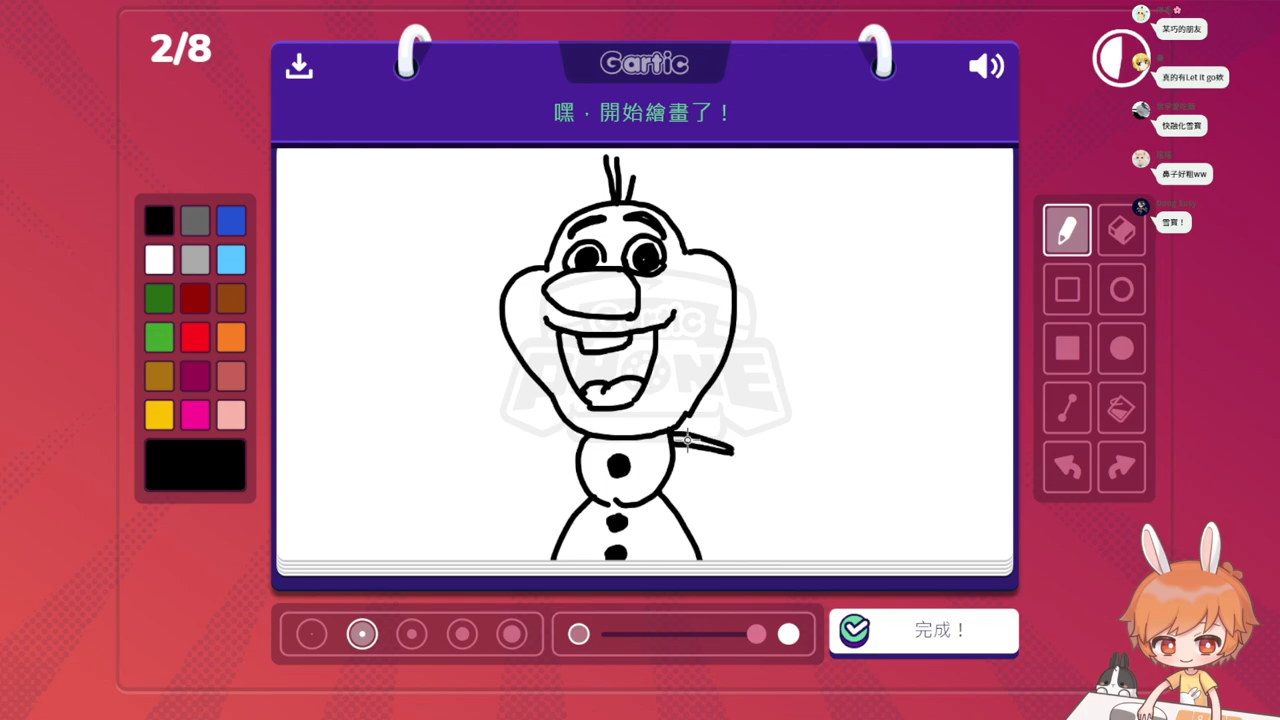 2/8
Gartic
嘿，開始繪畫了！
某巧的朋友
真的有Let it go欸
快融化雪寶
鼻子好粗ww
雪寶！
Gartic
PHONE
完成！